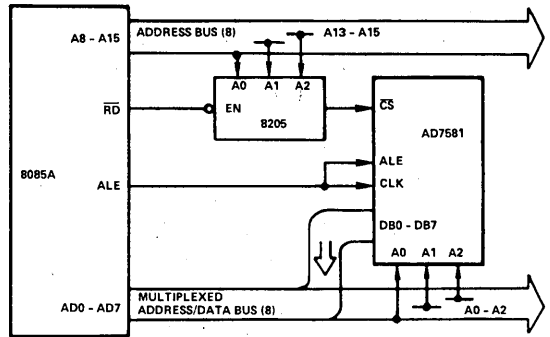 A8 – A15
ADDRESS BUS (8)
A13 – A15
A0 A1 A2
RD
EN
8205
CS
AD7581
8085A
ALE
ALE
CLK
DB0 – DB7
A0 A1 A2
AD0 – AD7
MULTIPLEXED
ADDRESS/DATA BUS (8)
A0 – A2